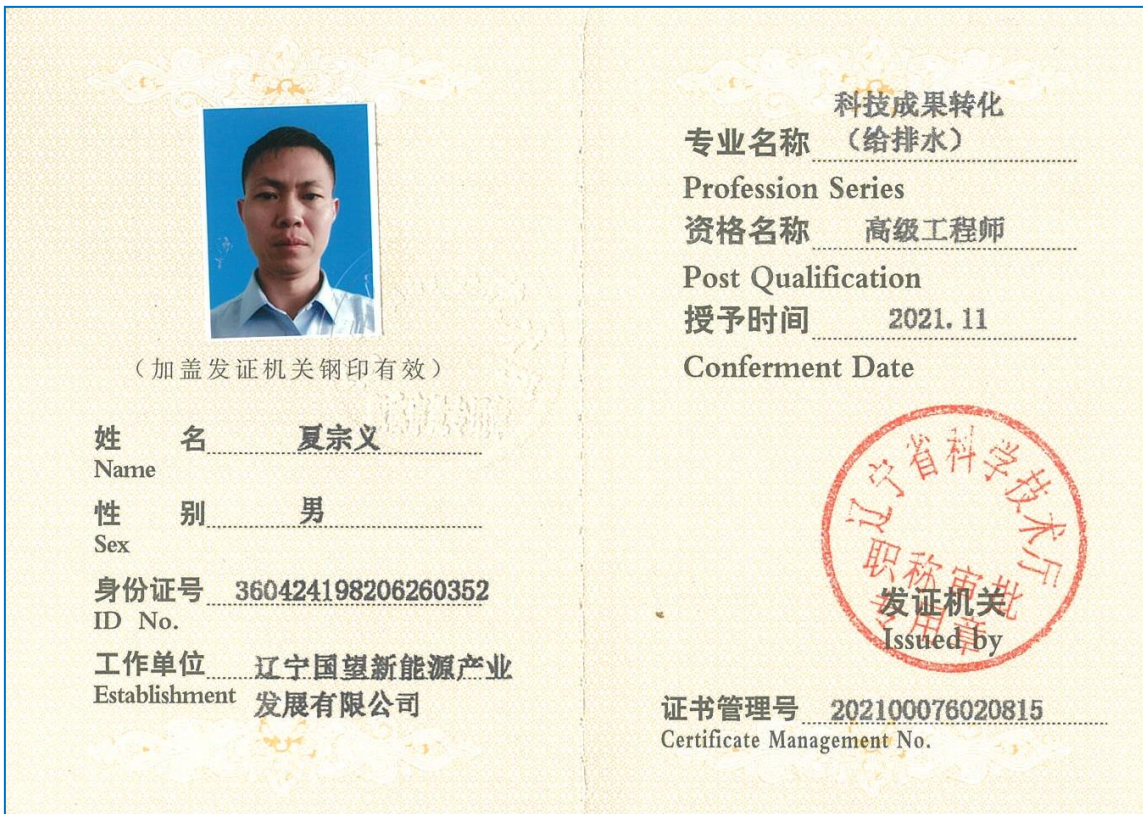 （加盖发证机关钢印有效）
姓 名 夏宗义
Name
性 别 男
Sex
身份证号 360424198206260352
ID No.
工作单位 辽宁国望新能源产业
Establishment 发展有限公司
科技成果转化
专业名称 （给排水）
Profession Series
资格名称 高级工程师
Post Qualification
授予时间 2021.11
Conferment Date
辽宁省科学技术厅
职称审批
专用章
发证机关
Issued by
证书管理号 202100076020815
Certificate Management No.